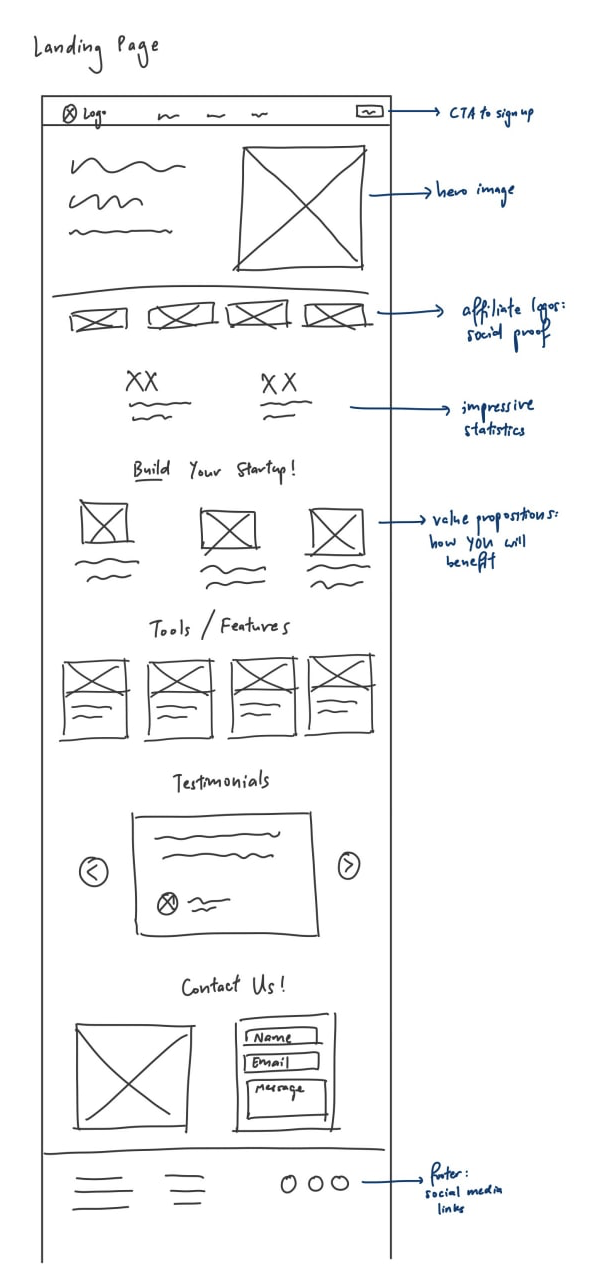 Landing Page
Logo
CTA to sign up
hero image
affiliate logos:
social proof
XX
XX
impressive
statistics
Build Your Startup!
value propositions:
how YOU will
benefit
Tools / Features
Testimonials
Contact Us!
Name
Email
Message
footer:
social media
links